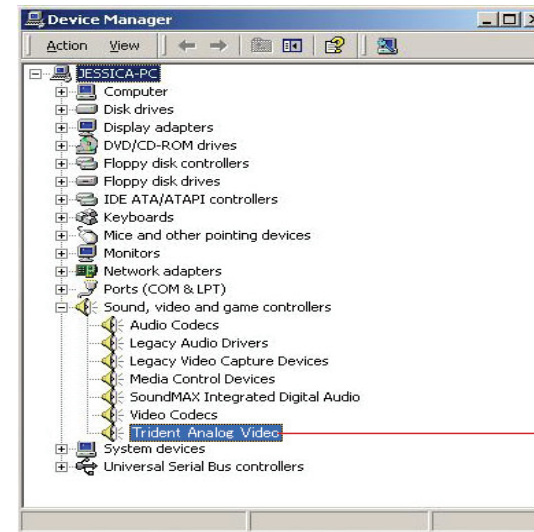 Device Manager
Action View
JESSICA-PC
Computer
Disk drives
Display adapters
DVD/CD-ROM drives
Floppy disk controllers
Floppy disk drives
IDE ATA/ATAPI controllers
Keyboards
Mice and other pointing devices
Monitors
Network adapters
Ports (COM & LPT)
Sound, video and game controllers
Audio Codecs
Legacy Audio Drivers
Legacy Video Capture Devices
Media Control Devices
SoundMAX Integrated Digital Audio
Video Codecs
Trident Analog Video
System devices
Universal Serial Bus controllers